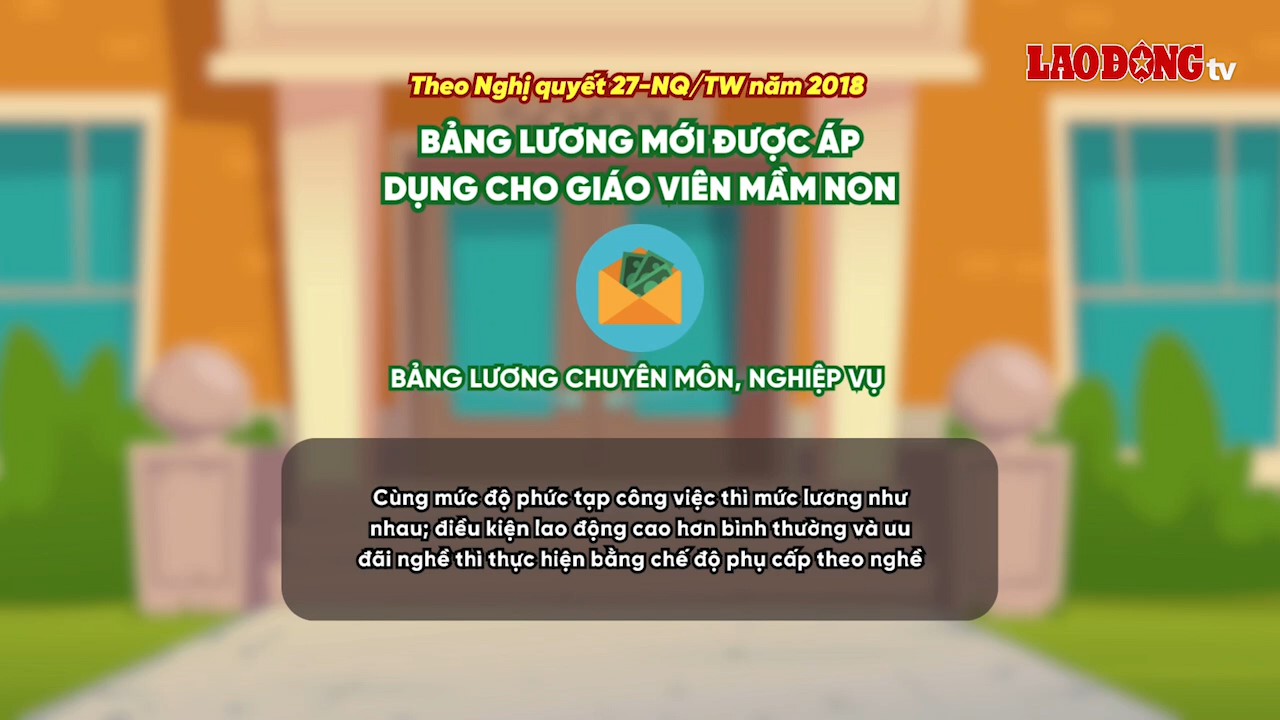 LAO ĐỘNG tv
Theo Nghị quyết 27-NQ/TW năm 2018
BẢNG LƯƠNG MỚI ĐƯỢC ÁP
DỤNG CHO GIÁO VIÊN MẦM NON
BẢNG LƯƠNG CHUYÊN MÔN, NGHIỆP VỤ
Cùng mức độ phức tạp công việc thì mức lương như
nhau; điều kiện lao động cao hơn bình thường và ưu
đãi nghề thì thực hiện bằng chế độ phụ cấp theo nghề